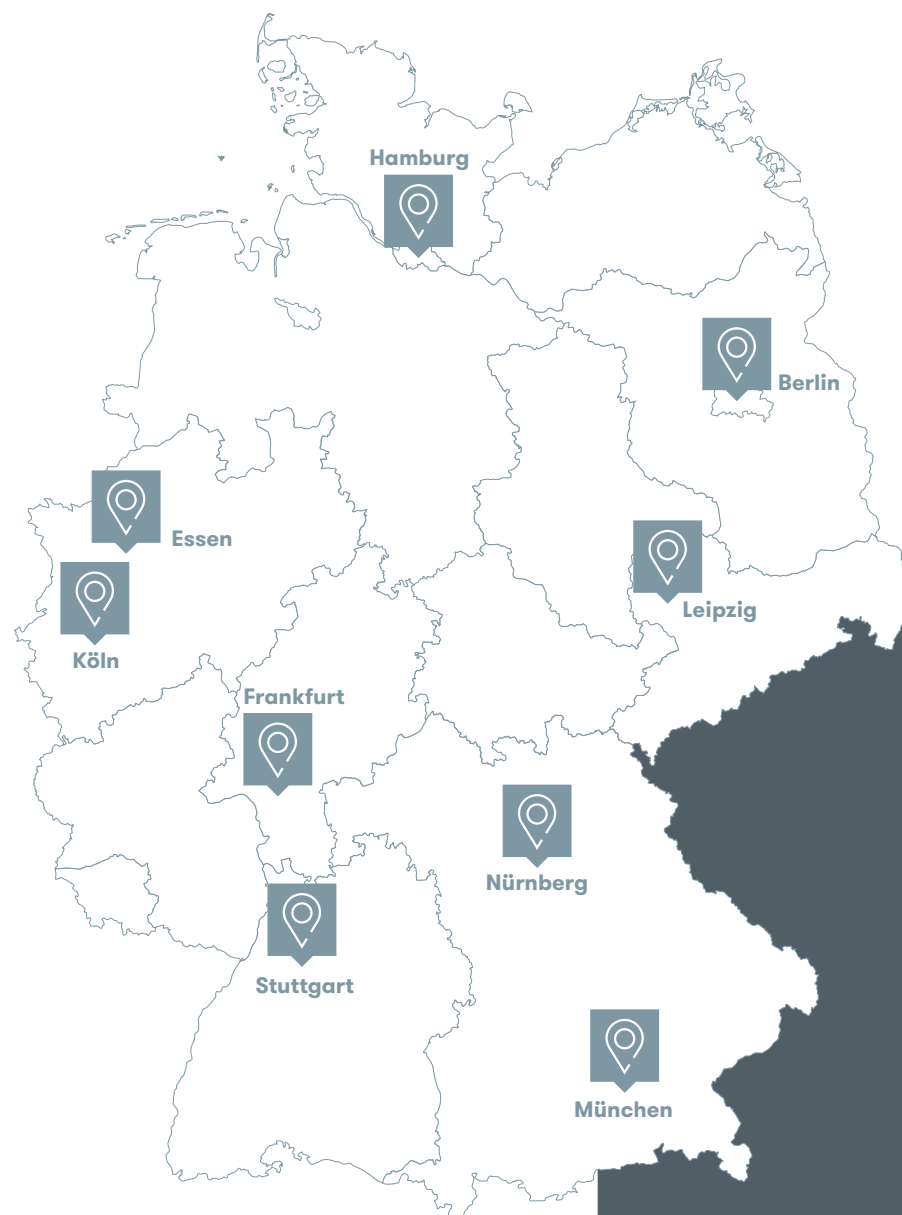 Hamburg
Berlin
Essen
Leipzig
Köln
Frankfurt
Nürnberg
Stuttgart
München